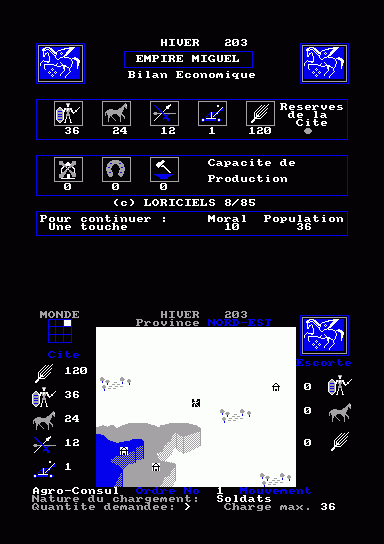 HIVER 203
EMPIRE MIGUEL
Bilan Economique
Reserves
de la
Cite
36 24 12 1 120
Capacite de
Production
0 0 0
(c) LORICIELS 8/85
Pour continuer : Moral Population
Une touche 10 36
MONDE HIVER 203
Province NORD-EST
Cite Escorte
120 0
36
24 0
12 0
1
Agro-Consul Ordre No 1 Mouvement
Nature du chargement: Soldats
Quantite demandee: > Charge max. 36